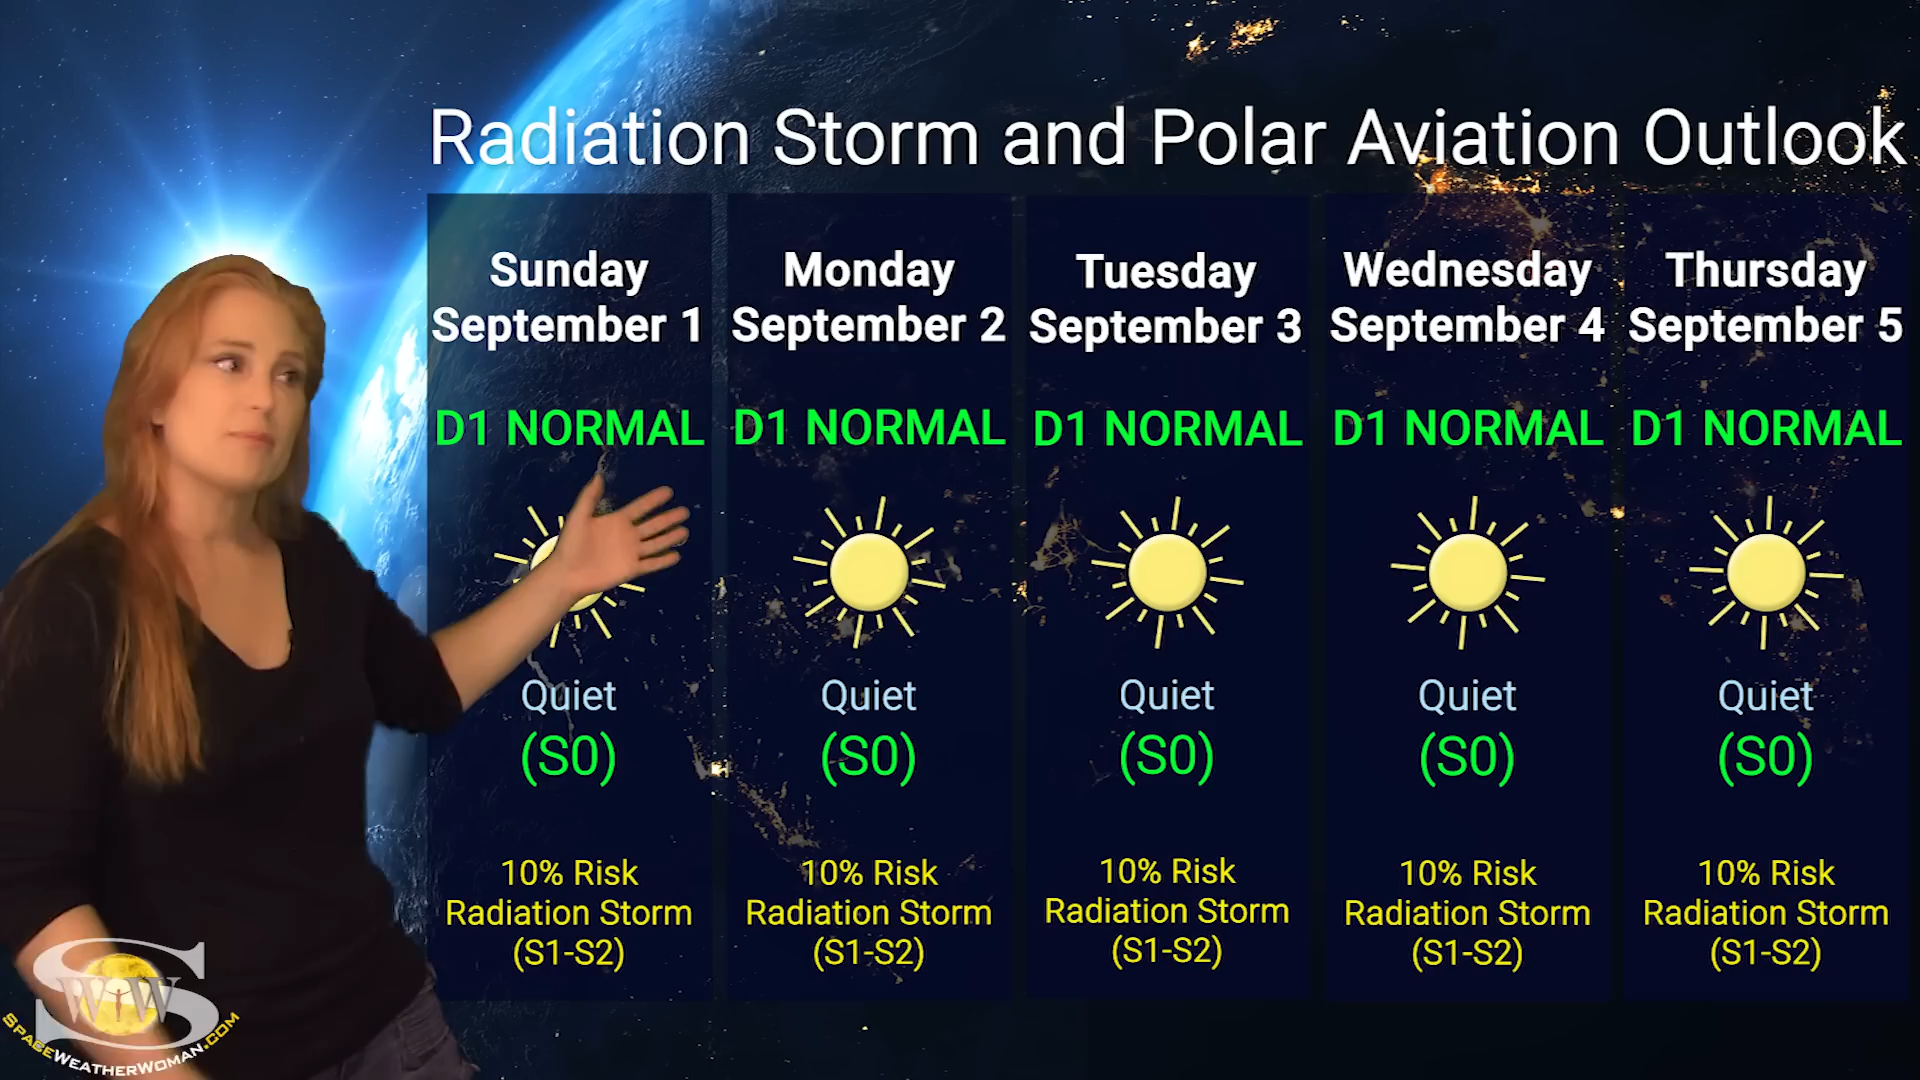 Radiation Storm and Polar Aviation Outlook
Sunday
September 1
D1 NORMAL
Quiet
(S0)
10% Risk
Radiation Storm
(S1-S2)
Monday
September 2
D1 NORMAL
Quiet
(S0)
10% Risk
Radiation Storm
(S1-S2)
Tuesday
September 3
D1 NORMAL
Quiet
(S0)
10% Risk
Radiation Storm
(S1-S2)
Wednesday
September 4
D1 NORMAL
Quiet
(S0)
10% Risk
Radiation Storm
(S1-S2)
Thursday
September 5
D1 NORMAL
Quiet
(S0)
10% Risk
Radiation Storm
(S1-S2)
SWW
SPACEWEATHERWOMAN.COM